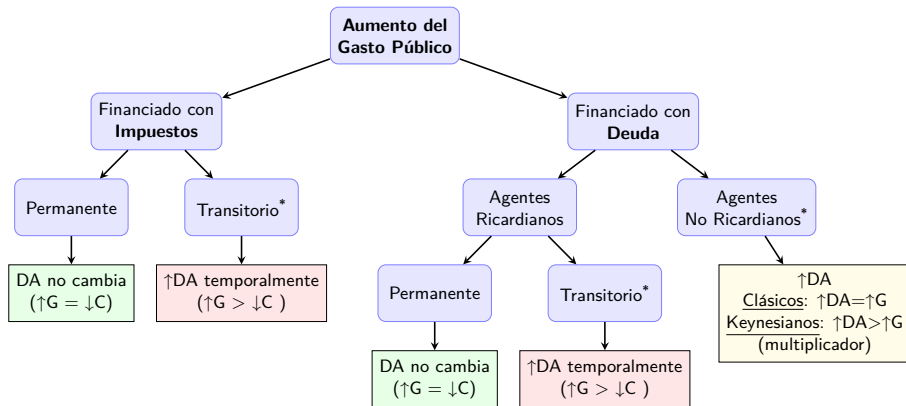 Aumento del
Gasto Público
Financiado con
Impuestos
Financiado con
Deuda
Permanente
Transitorio*
Agentes
Ricardianos
Agentes
No Ricardianos*
DA no cambia
(↑G = ↓C)
↑DA temporalmente
(↑G > ↓C )
Permanente
Transitorio*
↑DA
Clásicos: ↑DA=↑G
Keynesianos: ↑DA>↑G
(multiplicador)
DA no cambia
(↑G = ↓C)
↑DA temporalmente
(↑G > ↓C )